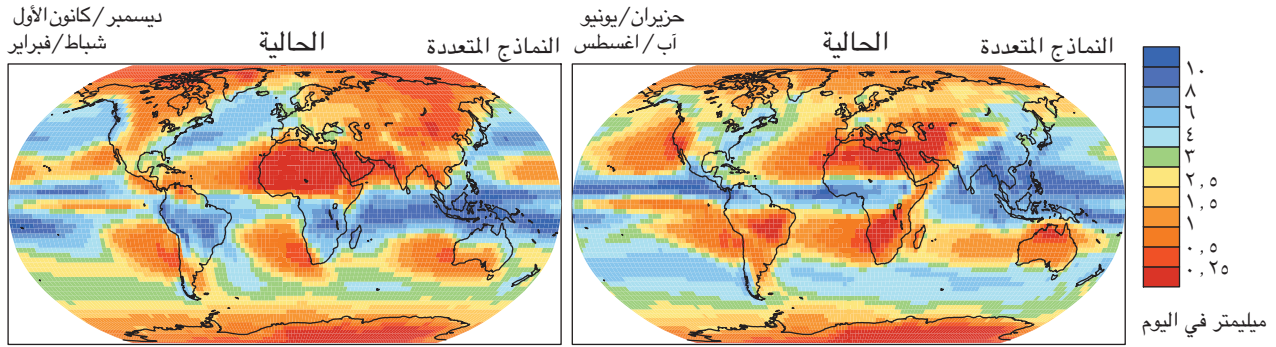 ديسمبر/كانون الأول
شباط/فبراير
الحالية
النماذج المتعددة
حزيران/يونيو
آب/اغسطس
الحالية
النماذج المتعددة
١٠
٨
٦
٤
٣
٢,٥
١,٥
١
٠,٥
٠,٢٥
ميليمتر في اليوم